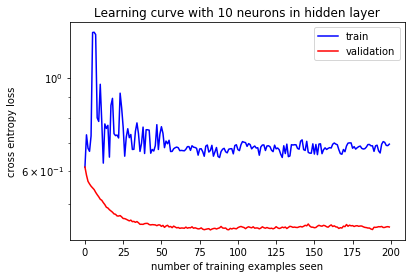 Learning curve with 10 neurons in hidden layer
train
validation
10⁰
6 × 10⁻¹
cross entropy loss
0 25 50 75 100 125 150 175 200
number of training examples seen